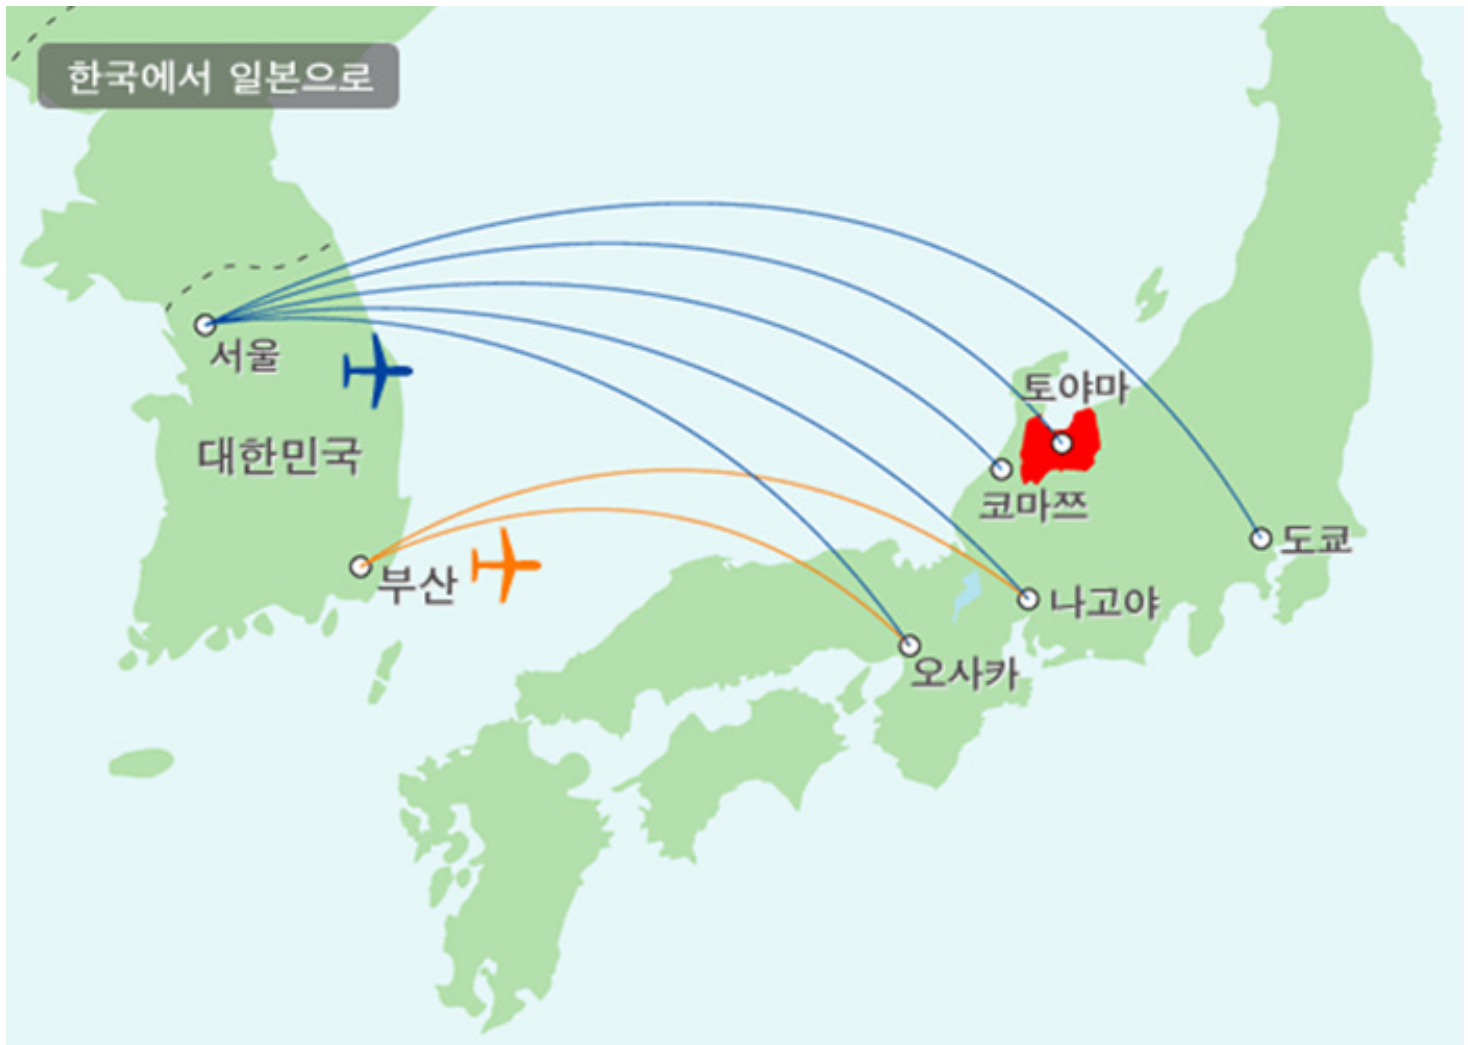 한국에서 일본으로
서울
토야마
대한민국
코마쯔
도쿄
부산
나고야
오사카